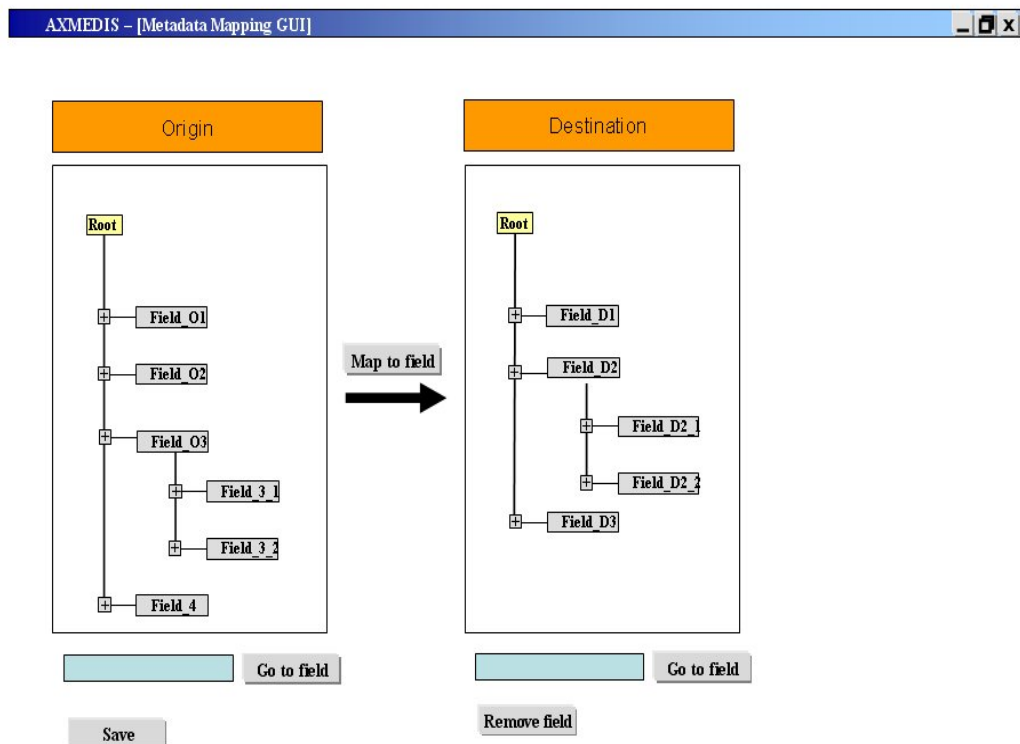 AXMEDIS – [Metadata Mapping GUI]
Origin
Destination
Root
Field_O1
Field_O2
Field_O3
Field_3_1
Field_3_2
Field_4
Map to field
Root
Field_D1
Field_D2
Field_D2_1
Field_D2_2
Field_D3
Go to field
Go to field
Save
Remove field